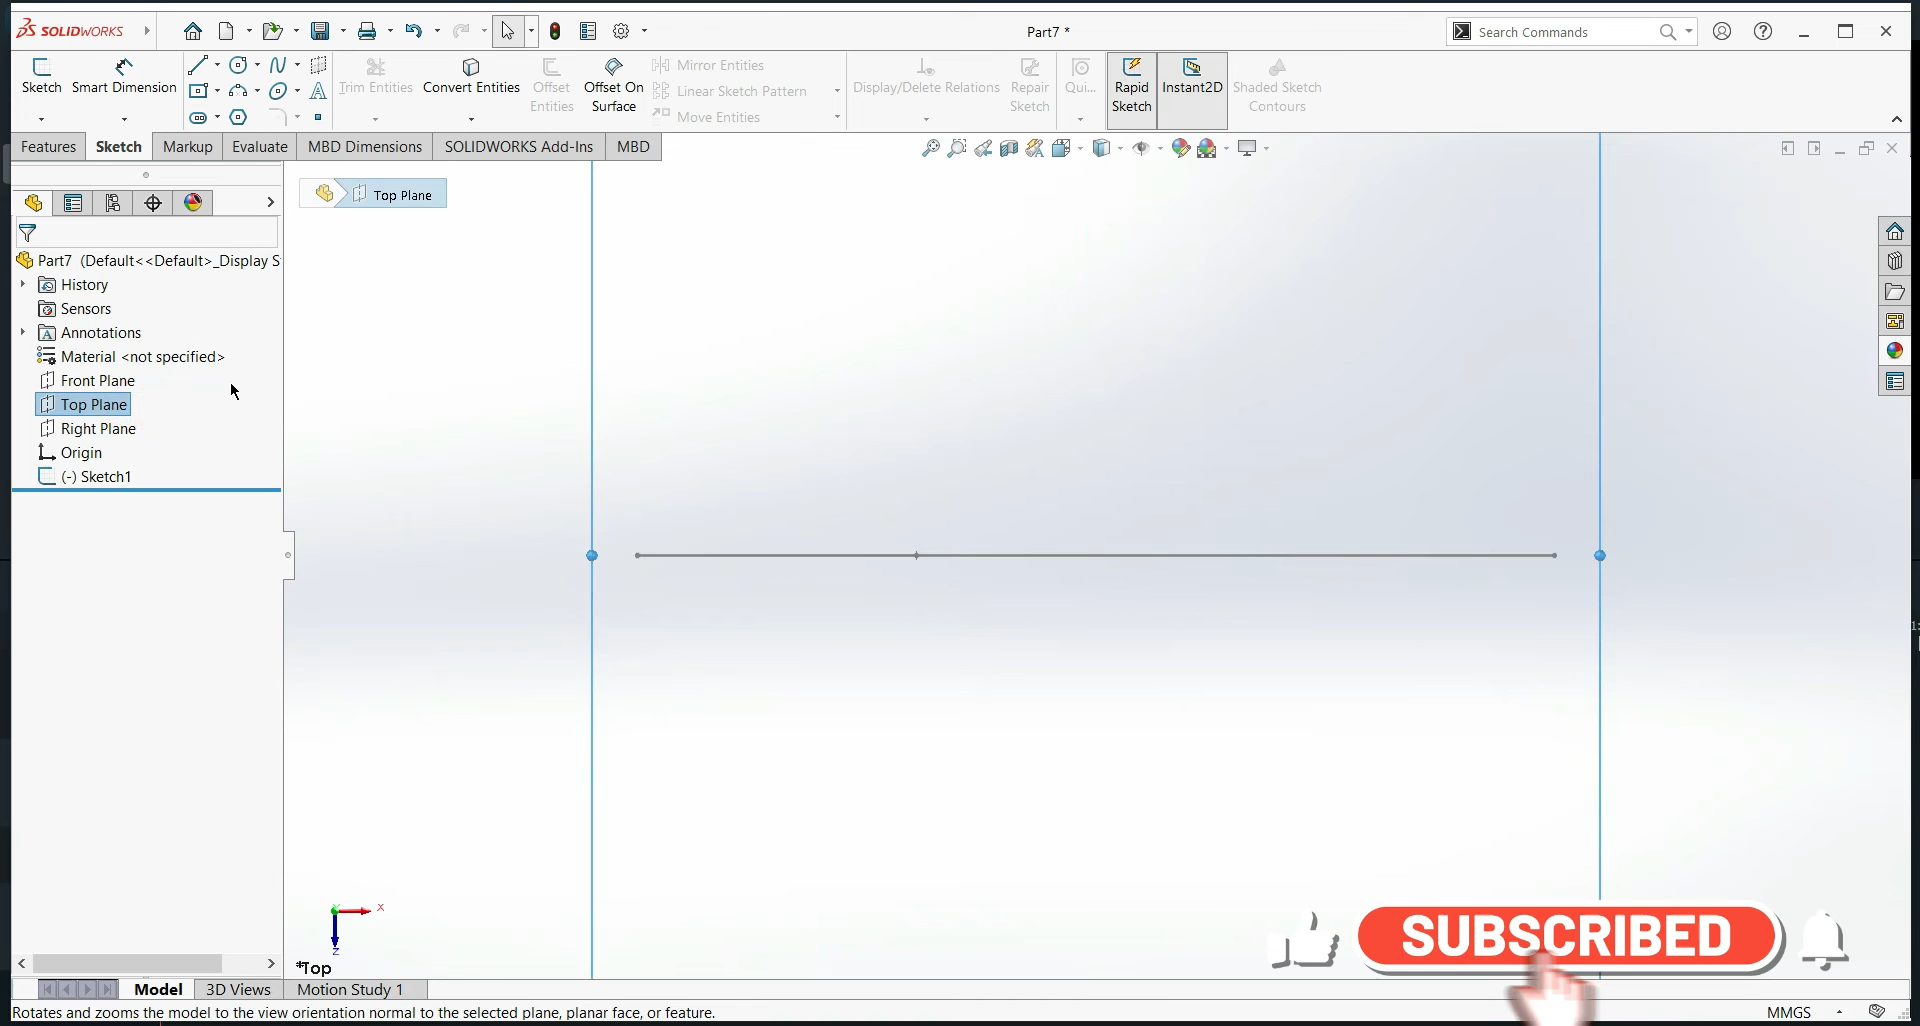 SOLIDWORKS
Part7 *
Search Commands
Sketch
Smart Dimension
Trim Entities
Convert Entities
Offset
Entities
Offset On
Surface
Mirror Entities
Linear Sketch Pattern
Move Entities
Display/Delete Relations
Repair
Sketch
Qui...
Rapid
Sketch
Instant2D
Shaded Sketch
Contours
Features
Sketch
Markup
Evaluate
MBD Dimensions
SOLIDWORKS Add-Ins
MBD
Top Plane
Part7 (Default<<Default>_Display S
History
Sensors
Annotations
Material <not specified>
Front Plane
Top Plane
Right Plane
Origin
(-) Sketch1
X
Z
*Top
SUBSCRIBED
Model
3D Views
Motion Study 1
Rotates and zooms the model to the view orientation normal to the selected plane, planar face, or feature.
MMGS